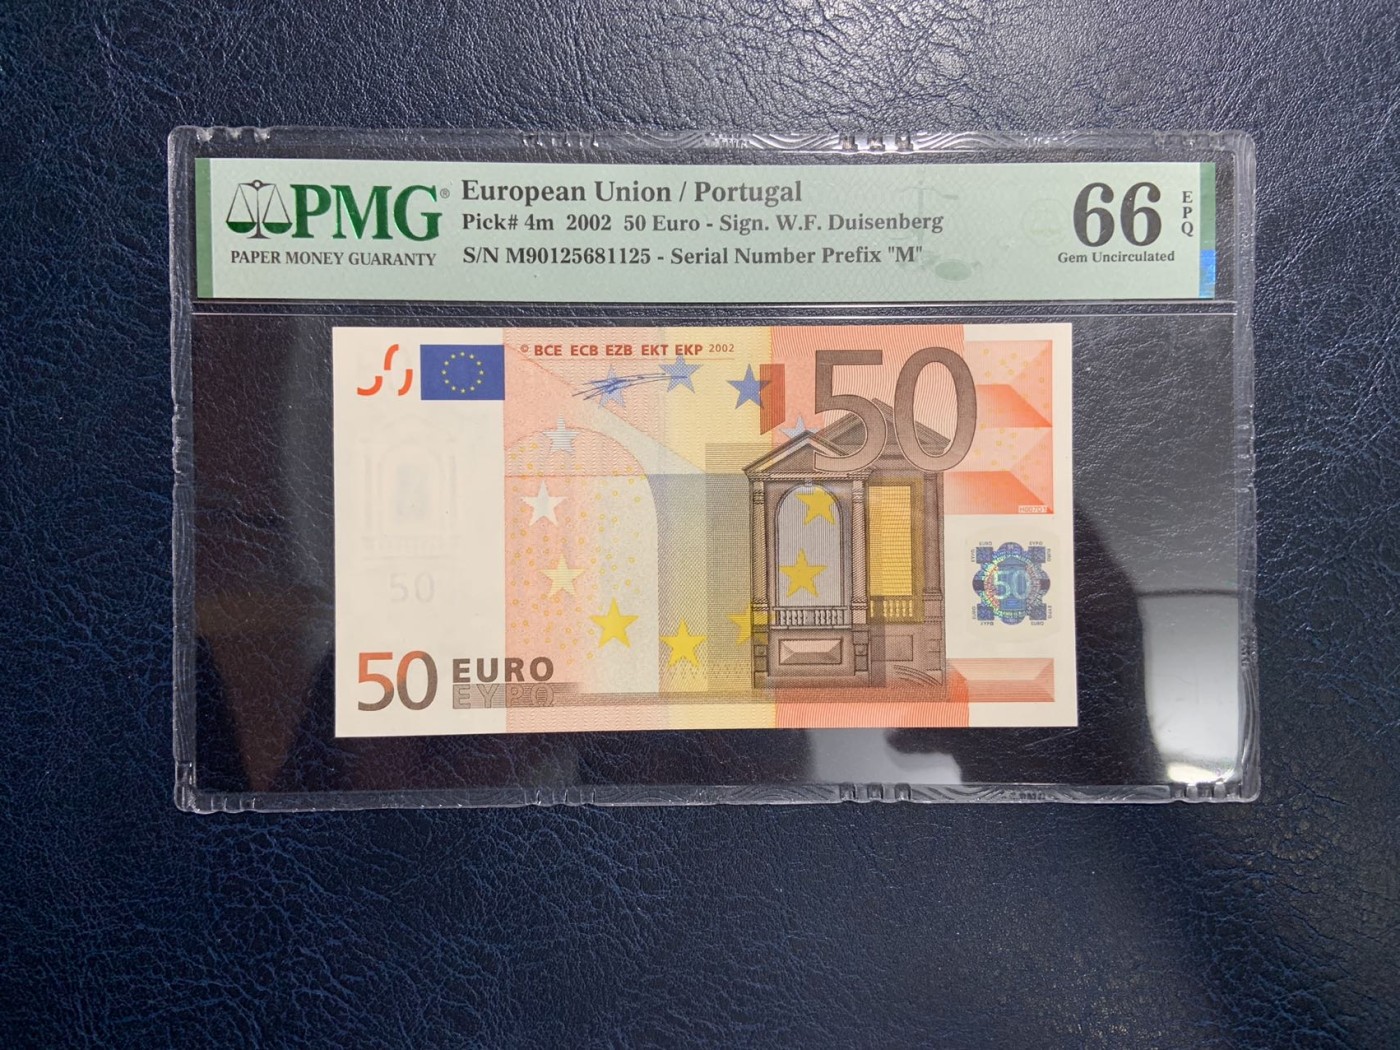 PMG®
PAPER MONEY GUARANTY
European Union / Portugal
Pick# 4m 2002 50 Euro - Sign. W.F. Duisenberg
S/N M90125681125 - Serial Number Prefix "M"
66
EPQ
Gem Uncirculated
© BCE ECB EZB EKT EKP 2002
50
50
50
50 EURO
ΕΥΡΩ